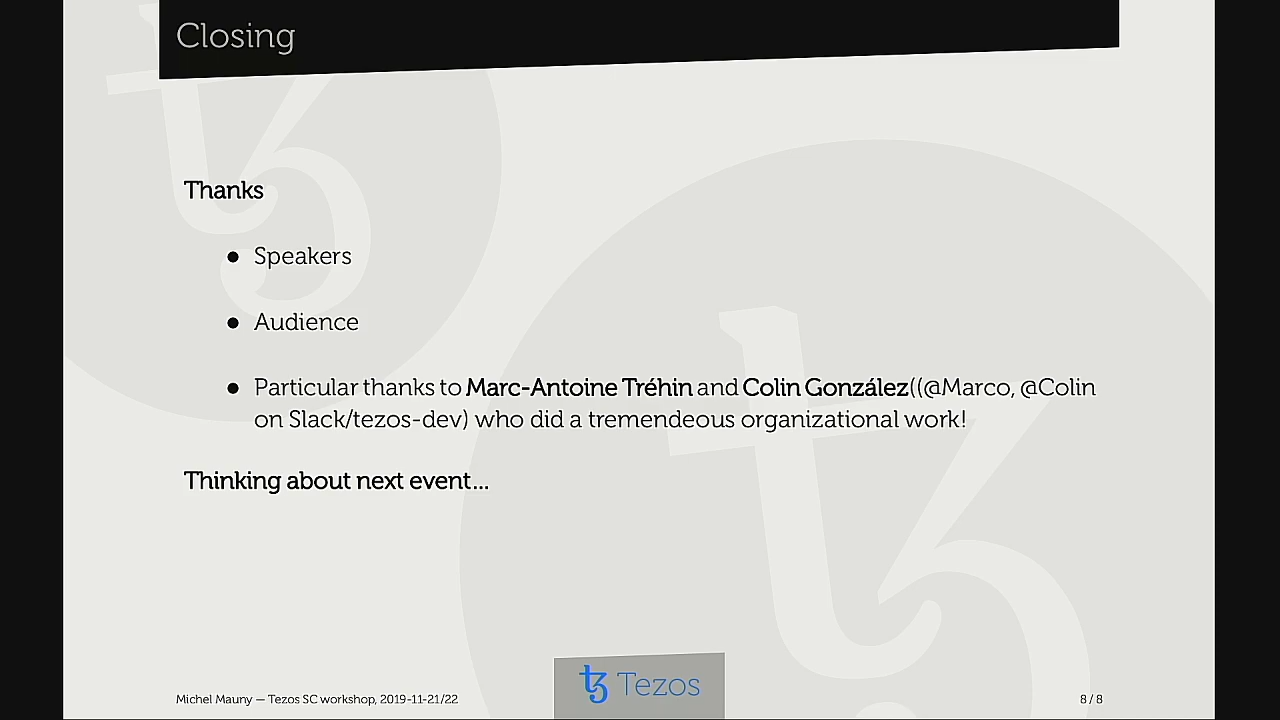 Closing
Thanks
● Speakers
● Audience
● Particular thanks to Marc-Antoine Tréhin and Colin González((@Marco, @Colin
on Slack/tezos-dev) who did a tremendeous organizational work!
Thinking about next event...
Michel Mauny — Tezos SC workshop, 2019-11-21/22
Tezos
8 / 8